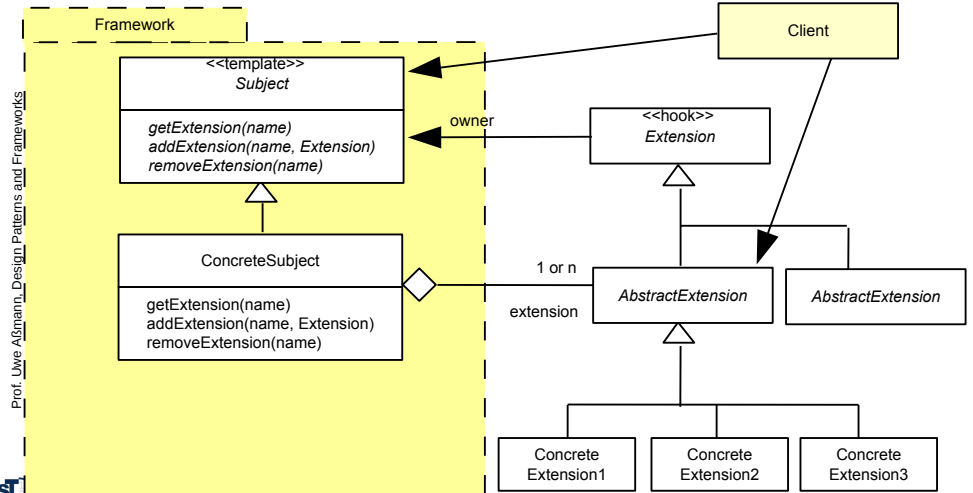 Framework
Client
<<template>>
Subject
getExtension(name)
addExtension(name, Extension)
removeExtension(name)
owner
<<hook>>
Extension
ConcreteSubject
getExtension(name)
addExtension(name, Extension)
removeExtension(name)
1 or n
extension
AbstractExtension
AbstractExtension
Concrete
Extension1
Concrete
Extension2
Concrete
Extension3
Prof. Uwe Aßmann, Design Patterns and Frameworks
ST